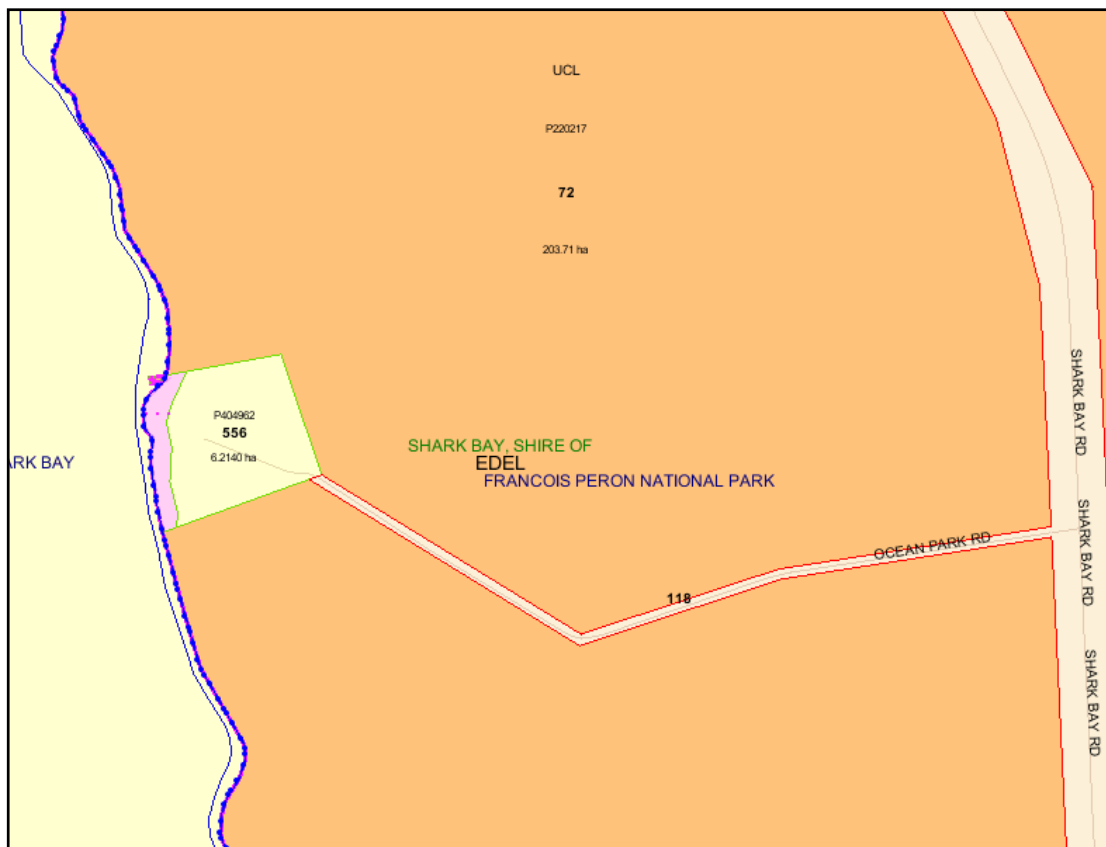 UCL
P220217
72
203.71 ha
SHARK BAY RD
P404962
556
6.2140 ha
SHARK BAY, SHIRE OF
EDEL
ARK BAY
FRANCOIS PERON NATIONAL PARK
OCEAN PARK RD
SHARK BAY RD
118
SHARK BAY RD